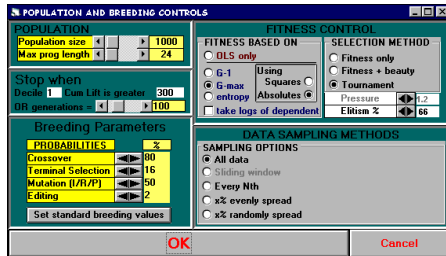 POPULATION AND BREEDING CONTROLS
POPULATION
Population size 1000
Max prog length 24
Stop when
Decile 1 Cum Lift is greater 300
OR generations = 100
Breeding Parameters
PROBABILITIES %
Crossover 80
Terminal Selection 16
Mutation (I/R/P) 50
Editing 2
Set standard breeding values
FITNESS CONTROL
FITNESS BASED ON
OLS only
G-1
G-max
entropy
Using
Squares
Absolutes
take logs of dependent
SELECTION METHOD
Fitness only
Fitness + beauty
Tournament
Pressure 1.2
Elitism % 66
DATA SAMPLING METHODS
SAMPLING OPTIONS
All data
Sliding window
Every Nth
x% evenly spread
x% randomly spread
OK
Cancel